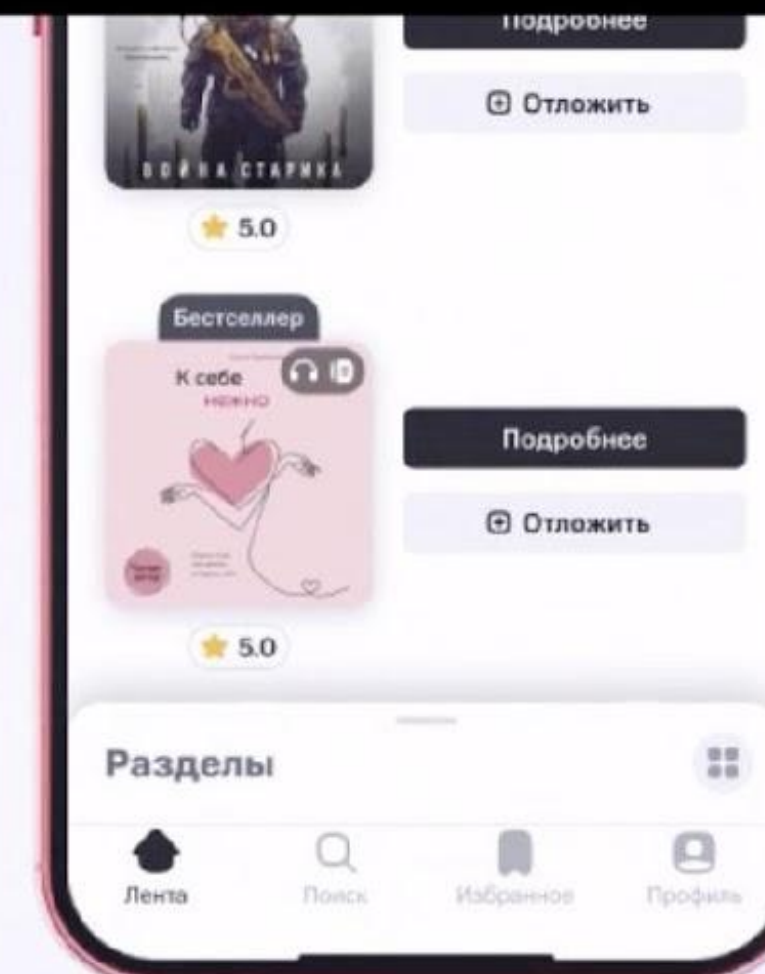 Подробнее
Отложить
ВОЙНА СТАРИКА
5.0
Бестселлер
К себе
НЕЖНО
Подробнее
Отложить
5.0
Разделы
Лента
Поиск
Избранное
Профиль